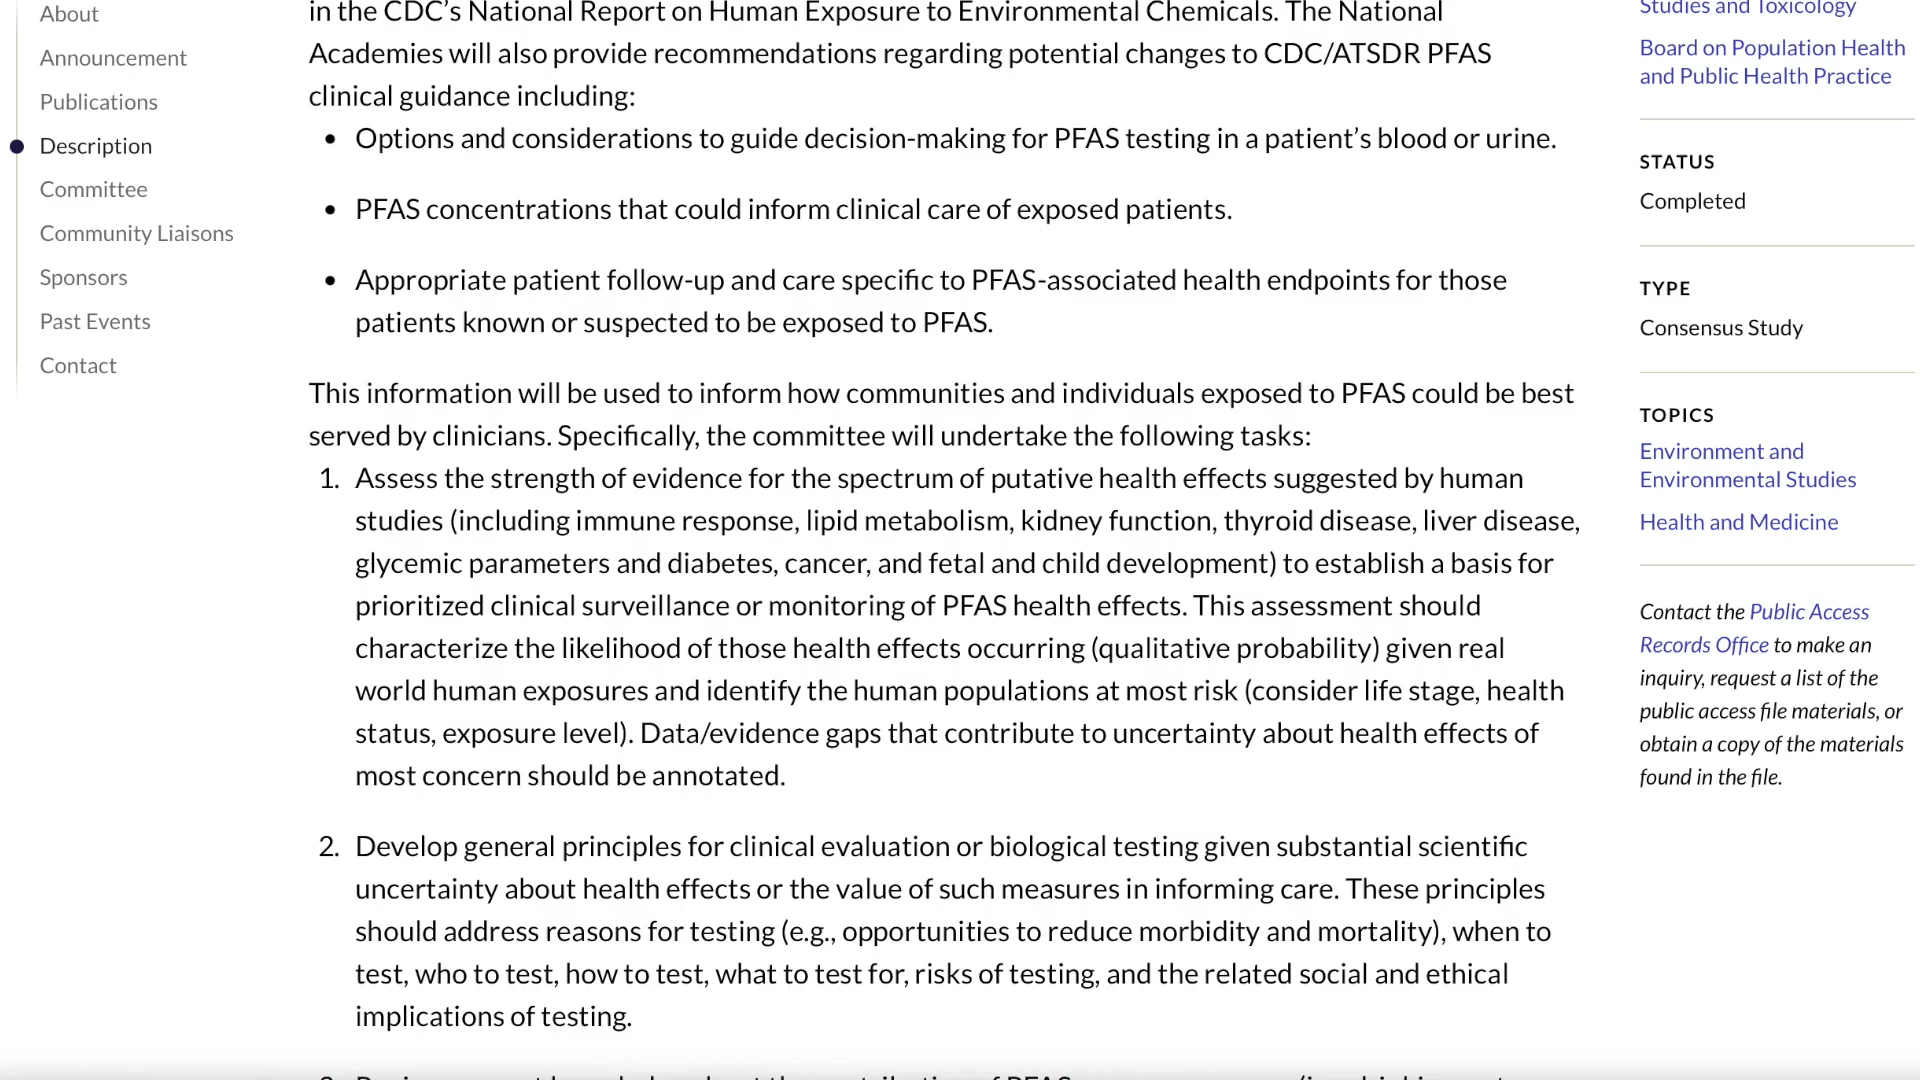 About
Announcement
Publications
Description
Committee
Community Liaisons
Sponsors
Past Events
Contact
in the CDC’s National Report on Human Exposure to Environmental Chemicals. The National
Academies will also provide recommendations regarding potential changes to CDC/ATSDR PFAS
clinical guidance including:
• Options and considerations to guide decision-making for PFAS testing in a patient’s blood or urine.
• PFAS concentrations that could inform clinical care of exposed patients.
• Appropriate patient follow-up and care specific to PFAS-associated health endpoints for those
patients known or suspected to be exposed to PFAS.
This information will be used to inform how communities and individuals exposed to PFAS could be best
served by clinicians. Specifically, the committee will undertake the following tasks:
1. Assess the strength of evidence for the spectrum of putative health effects suggested by human
studies (including immune response, lipid metabolism, kidney function, thyroid disease, liver disease,
glycemic parameters and diabetes, cancer, and fetal and child development) to establish a basis for
prioritized clinical surveillance or monitoring of PFAS health effects. This assessment should
characterize the likelihood of those health effects occurring (qualitative probability) given real
world human exposures and identify the human populations at most risk (consider life stage, health
status, exposure level). Data/evidence gaps that contribute to uncertainty about health effects of
most concern should be annotated.
2. Develop general principles for clinical evaluation or biological testing given substantial scientific
uncertainty about health effects or the value of such measures in informing care. These principles
should address reasons for testing (e.g., opportunities to reduce morbidity and mortality), when to
test, who to test, how to test, what to test for, risks of testing, and the related social and ethical
implications of testing.
Studies and Toxicology
Board on Population Health
and Public Health Practice
STATUS
Completed
TYPE
Consensus Study
TOPICS
Environment and
Environmental Studies
Health and Medicine
Contact the Public Access
Records Office to make an
inquiry, request a list of the
public access file materials, or
obtain a copy of the materials
found in the file.